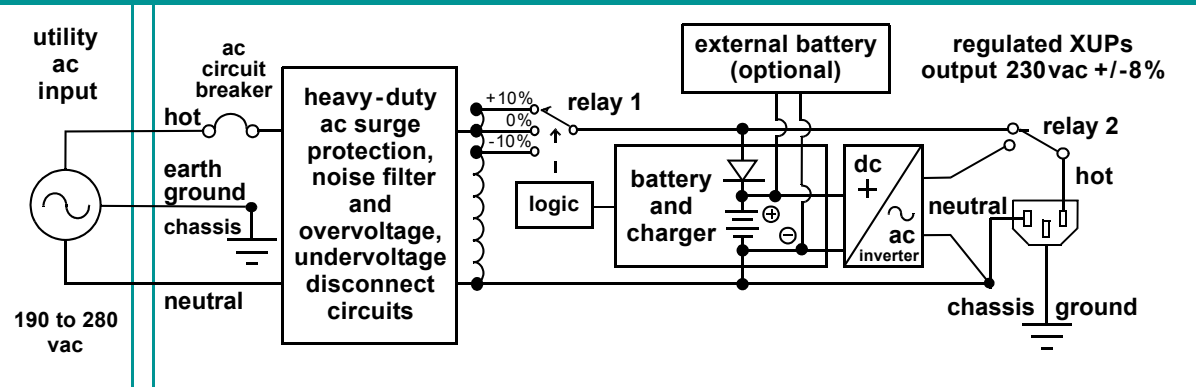 utility
ac
input
190 to 280
vac
ac
circuit
breaker
hot
earth
ground
chassis
neutral
heavy-duty
ac surge
protection,
noise filter
and
overvoltage,
undervoltage
disconnect
circuits
+10%
0%
-10%
relay 1
logic
external battery
(optional)
battery
and
charger
+
−
dc
+
ac
inverter
regulated XUPs
output 230vac +/-8%
relay 2
hot
neutral
chassis ground